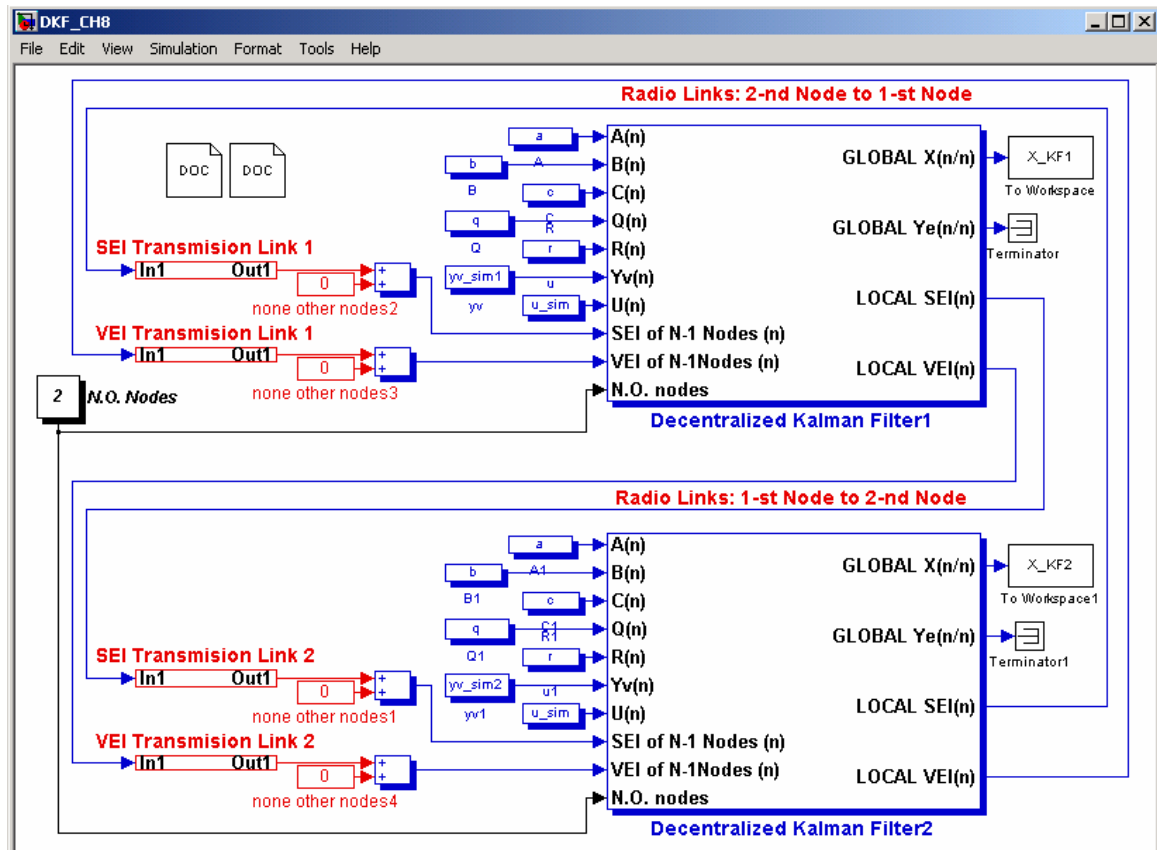 DKF_CH8
File Edit View Simulation Format Tools Help
Radio Links: 2-nd Node to 1-st Node
DOC DOC
a
A(n)
b
A
B(n)
B
c
C(n)
q
C
R
Q(n)
Q
r
R(n)
yv_sim1
u
Yv(n)
yv
u_sim
U(n)
SEI of N-1 Nodes (n)
VEI of N-1Nodes (n)
N.O. nodes
GLOBAL X(n/n)
X_KF1
To Workspace
GLOBAL Ye(n/n)
Terminator
LOCAL SEI(n)
LOCAL VEI(n)
Decentralized Kalman Filter1
SEI Transmision Link 1
In1 Out1
+
+
0
none other nodes2
VEI Transmision Link 1
In1 Out1
+
+
0
none other nodes3
2
N.O. Nodes
Radio Links: 1-st Node to 2-nd Node
a
A(n)
b
A1
B(n)
B1
c
C(n)
q
C1
R1
Q(n)
Q1
r
R(n)
yv_sim2
u1
Yv(n)
yv1
u_sim
U(n)
SEI of N-1 Nodes (n)
VEI of N-1Nodes (n)
N.O. nodes
GLOBAL X(n/n)
X_KF2
To Workspace1
GLOBAL Ye(n/n)
Terminator1
LOCAL SEI(n)
LOCAL VEI(n)
Decentralized Kalman Filter2
SEI Transmision Link 2
In1 Out1
+
+
0
none other nodes1
VEI Transmision Link 2
In1 Out1
+
+
0
none other nodes4